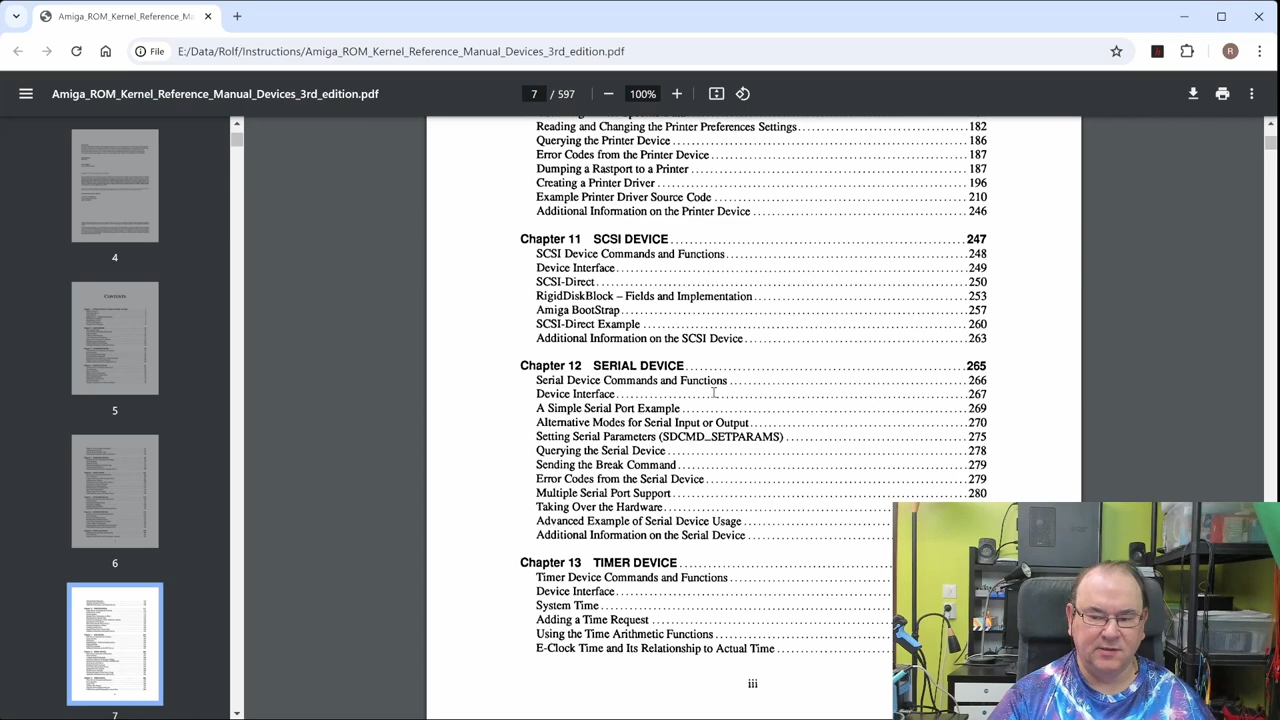 Amiga_ROM_Kernel_Reference_Ma
File E:/Data/Rolf/Instructions/Amiga_ROM_Kernel_Reference_Manual_Devices_3rd_edition.pdf
R
Amiga_ROM_Kernel_Reference_Manual_Devices_3rd_edition.pdf
7 / 597
100%
4
CONTENTS
5
6
7
Reading and Changing the Printer Preferences Settings 182
Querying the Printer Device 186
Error Codes from the Printer Device 187
Dumping a Rastport to a Printer 187
Creating a Printer Driver 196
Example Printer Driver Source Code 210
Additional Information on the Printer Device 246
Chapter 11 SCSI DEVICE 247
SCSI Device Commands and Functions 248
Device Interface 249
SCSI-Direct 250
RigidDiskBlock – Fields and Implementation 253
Amiga BootStrap 257
SCSI-Direct Example 260
Additional Information on the SCSI Device 263
Chapter 12 SERIAL DEVICE 265
Serial Device Commands and Functions 266
Device Interface 267
A Simple Serial Port Example 269
Alternative Modes for Serial Input or Output 270
Setting Serial Parameters (SDCMD_SETPARAMS) 275
Querying the Serial Device 278
Sending the Break Command
Error Codes from the Serial Device
Multiple Serial Port Support
Taking Over the Hardware
Advanced Example of Serial Device Usage
Additional Information on the Serial Device
Chapter 13 TIMER DEVICE
Timer Device Commands and Functions
Device Interface
System Time
Adding a Time
Using the Time Arithmetic Functions
E-Clock Time and Its Relationship to Actual Time
iii